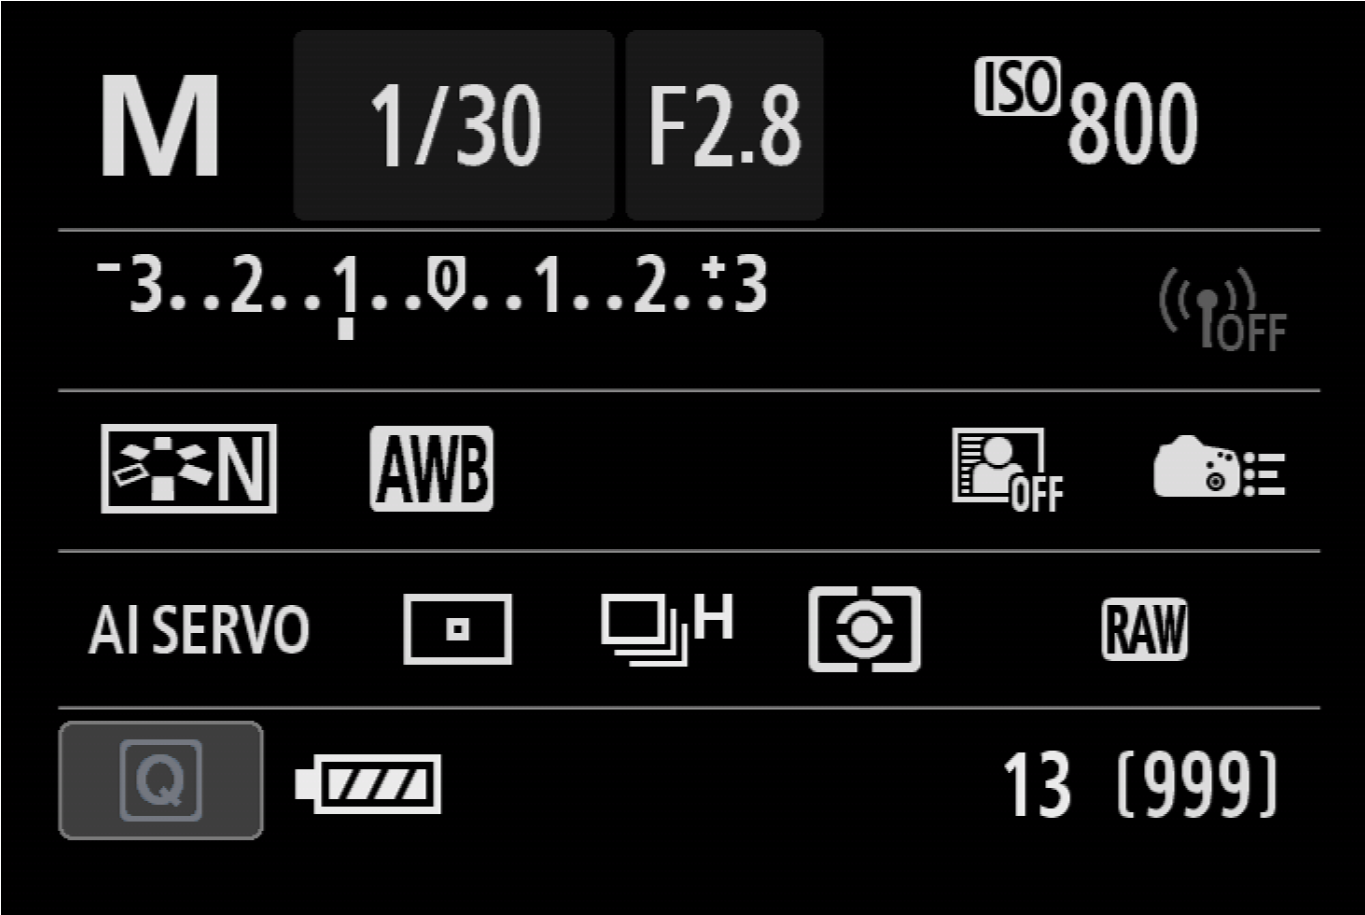 M 1/30 F2.8 ISO 800
-3..2..1..0..1..2..+3 OFF
N AWB OFF
AI SERVO H RAW
Q 13 (999)